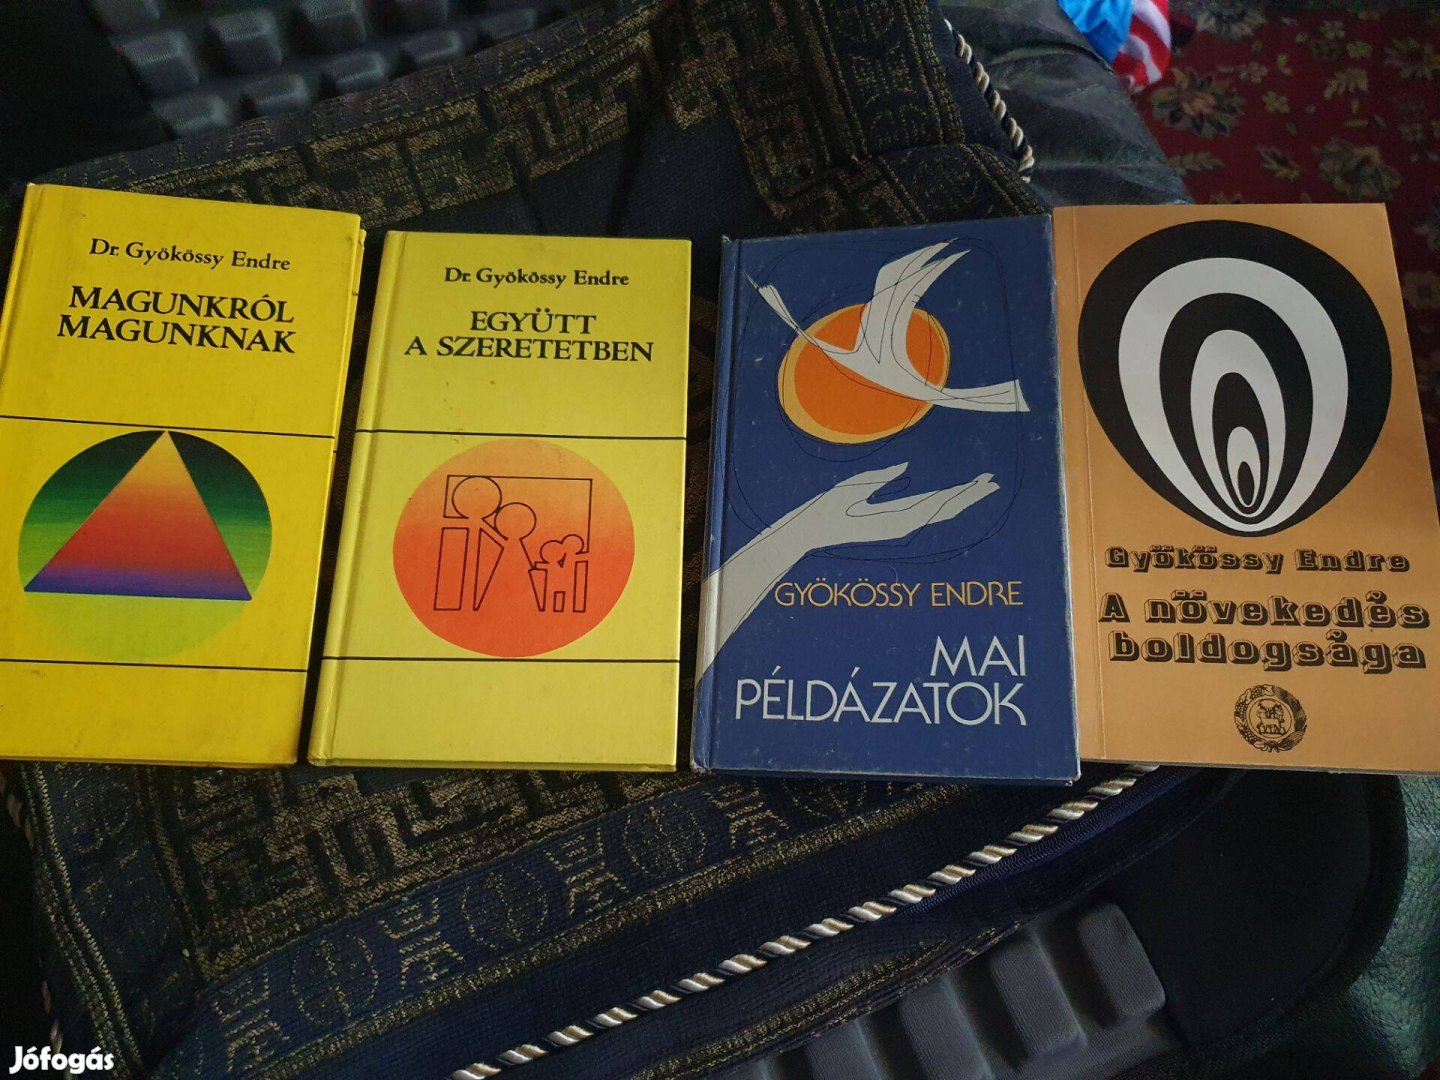 Dr. Gyökössy Endre
MAGUNKRÓL
MAGUNKNAK
Dr. Gyökössy Endre
EGYÜTT
A SZERETETBEN
GYÖKÖSSY ENDRE
MAI
PÉLDÁZATOK
Gyökössy Endre
A növekedés
boldogsága
Jófogás